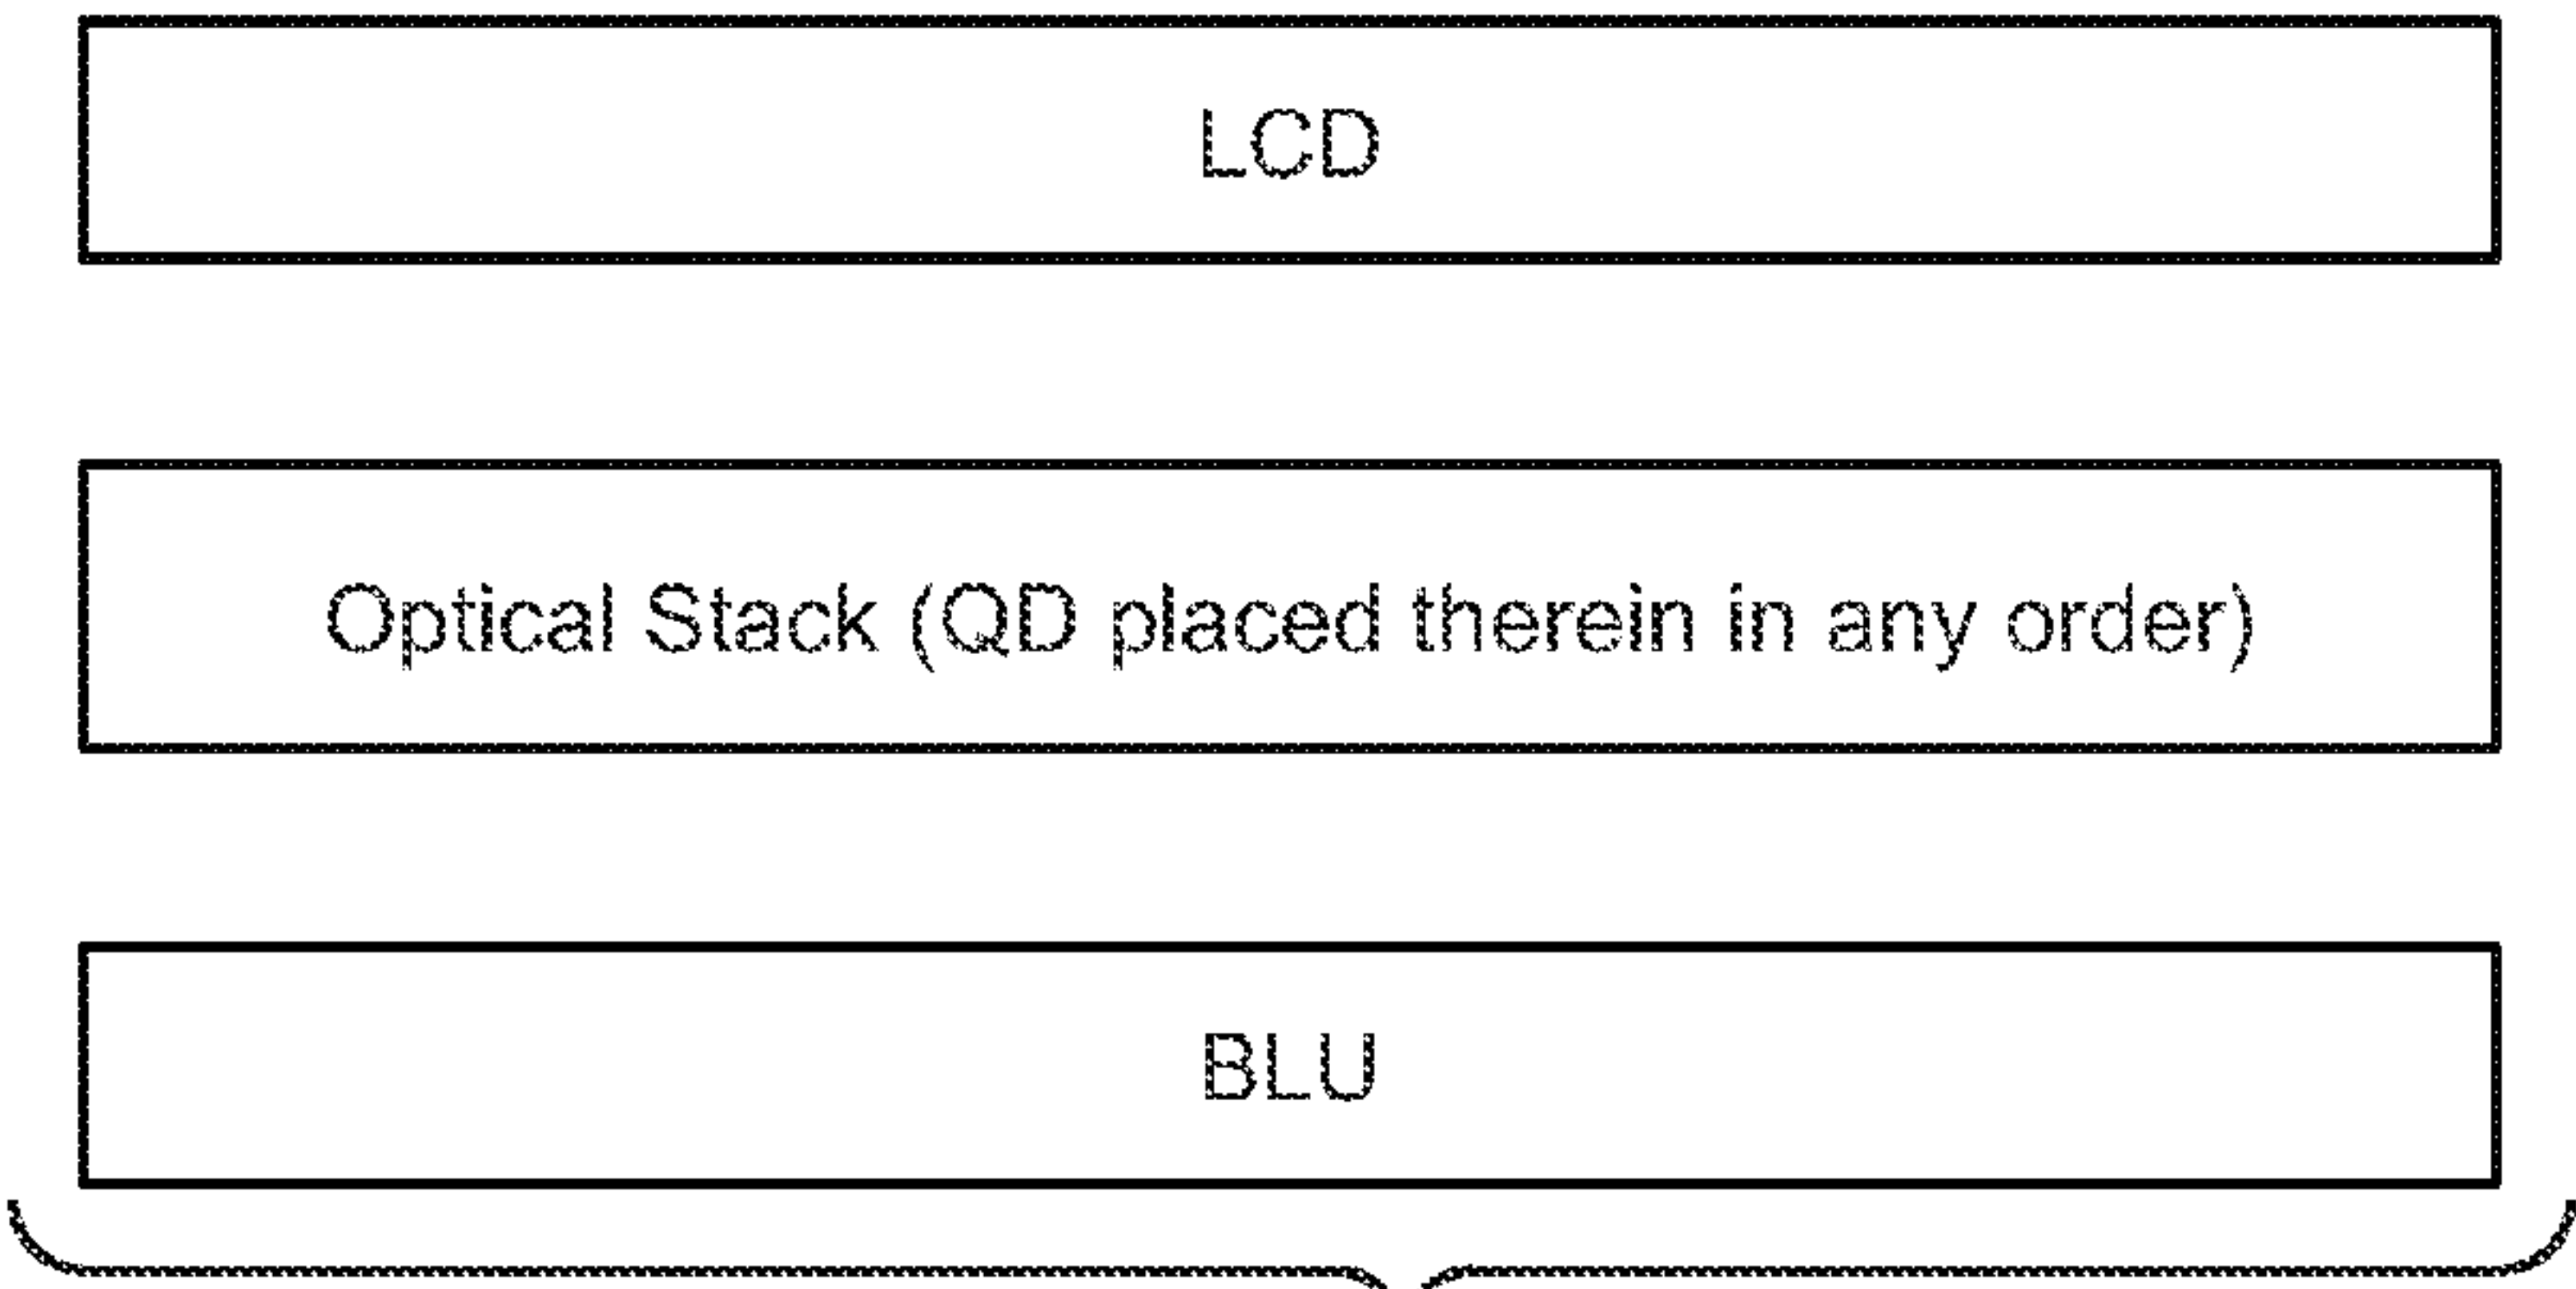 LCD
Optical Stack (QD placed therein in any order)
BLU